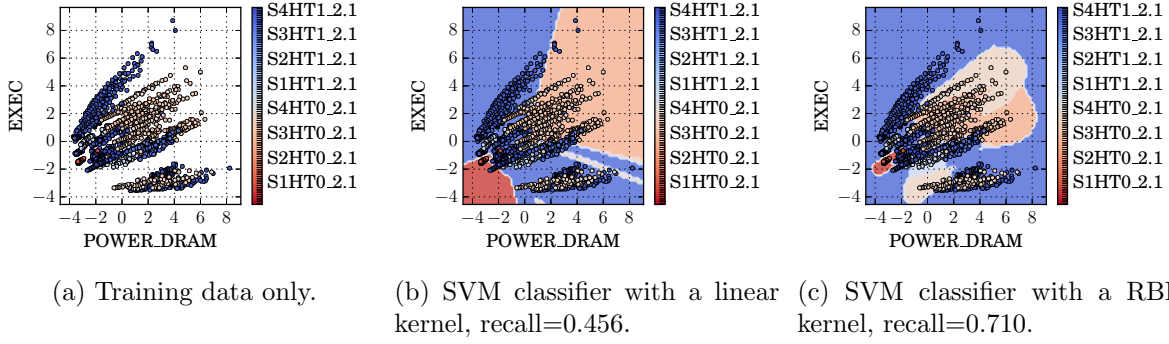 8
6
4
2
0
−2
−4
EXEC
−4 −2 0 2 4 6 8
POWER_DRAM
S4HT1_2.1
S3HT1_2.1
S2HT1_2.1
S1HT1_2.1
S4HT0_2.1
S3HT0_2.1
S2HT0_2.1
S1HT0_2.1
(a) Training data only.
8
6
4
2
0
−2
−4
EXEC
−4 −2 0 2 4 6 8
POWER_DRAM
S4HT1_2.1
S3HT1_2.1
S2HT1_2.1
S1HT1_2.1
S4HT0_2.1
S3HT0_2.1
S2HT0_2.1
S1HT0_2.1
(b) SVM classifier with a linear
kernel, recall=0.456.
8
6
4
2
0
−2
−4
EXEC
−4 −2 0 2 4 6 8
POWER_DRAM
S4HT1_2.1
S3HT1_2.1
S2HT1_2.1
S1HT1_2.1
S4HT0_2.1
S3HT0_2.1
S2HT0_2.1
S1HT0_2.1
(c) SVM classifier with a RB
kernel, recall=0.710.